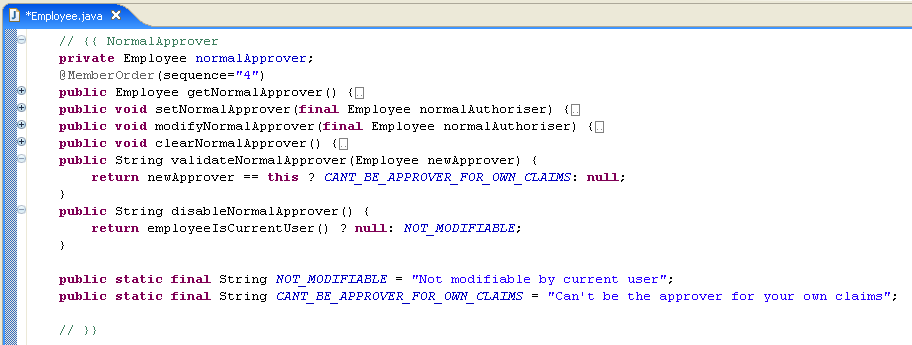 *Employee.java
// {{ NormalApprover
private Employee normalApprover;
@MemberOrder(sequence="4")
public Employee getNormalApprover() {
public void setNormalApprover(final Employee normalAuthoriser) {
public void modifyNormalApprover(final Employee normalAuthoriser) {
public void clearNormalApprover() {
public String validateNormalApprover(Employee newApprover) {
return newApprover == this ? CANT_BE_APPROVER_FOR_OWN_CLAIMS: null;
}
public String disableNormalApprover() {
return employeeIsCurrentUser() ? null: NOT_MODIFIABLE;
}
public static final String NOT_MODIFIABLE = "Not modifiable by current user";
public static final String CANT_BE_APPROVER_FOR_OWN_CLAIMS = "Can't be the approver for your own claims";
// }}